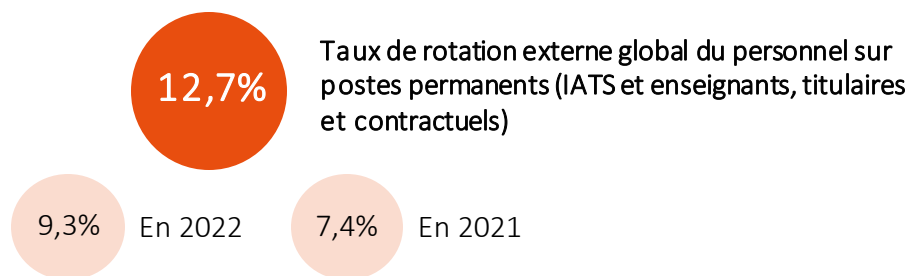 12,7%
Taux de rotation externe global du personnel sur
postes permanents (IATS et enseignants, titulaires
et contractuels)
9,3% En 2022 7,4% En 2021